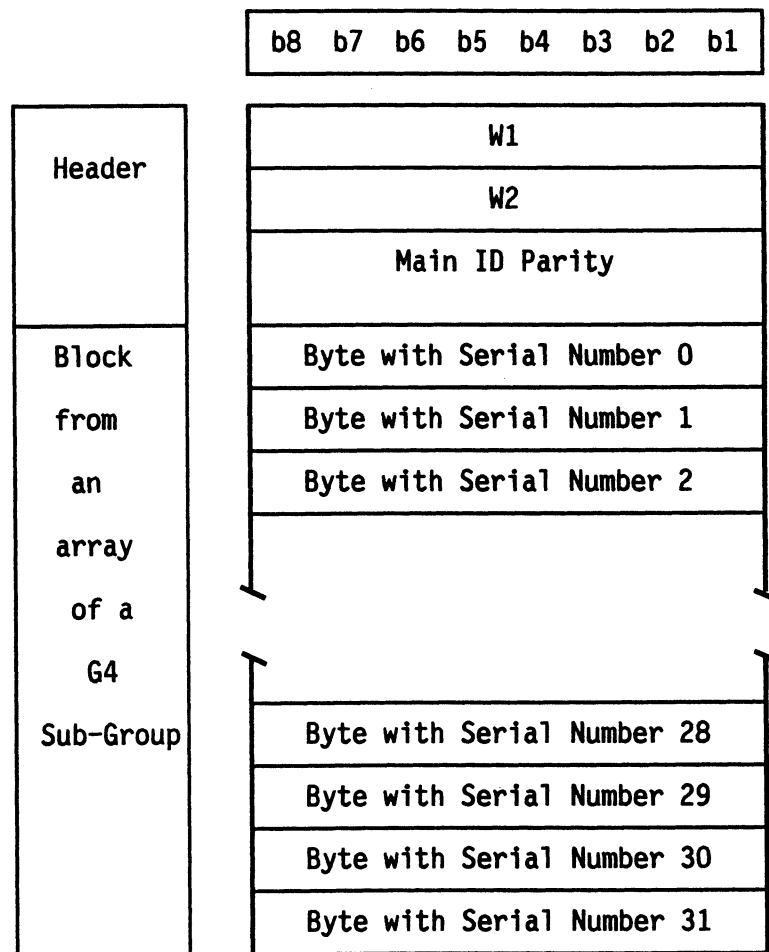 b8 b7 b6 b5 b4 b3 b2 b1
Header
W1
W2
Main ID Parity
Block
from
an
array
of a
G4
Sub-Group
Byte with Serial Number 0
Byte with Serial Number 1
Byte with Serial Number 2
Byte with Serial Number 28
Byte with Serial Number 29
Byte with Serial Number 30
Byte with Serial Number 31